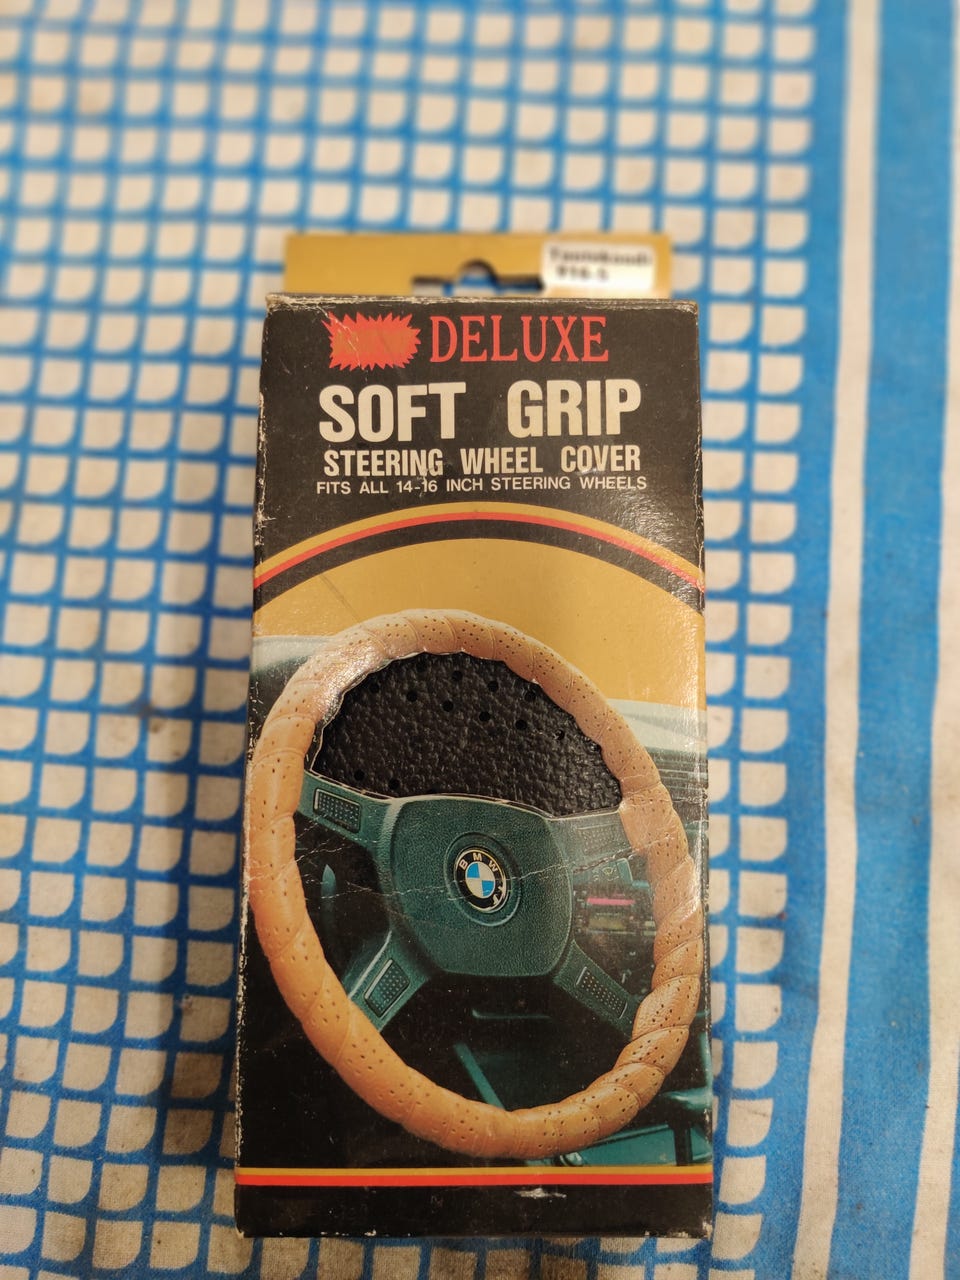 DELUXE
SOFT GRIP
STEERING WHEEL COVER
FITS ALL 14-16 INCH STEERING WHEELS
BMW